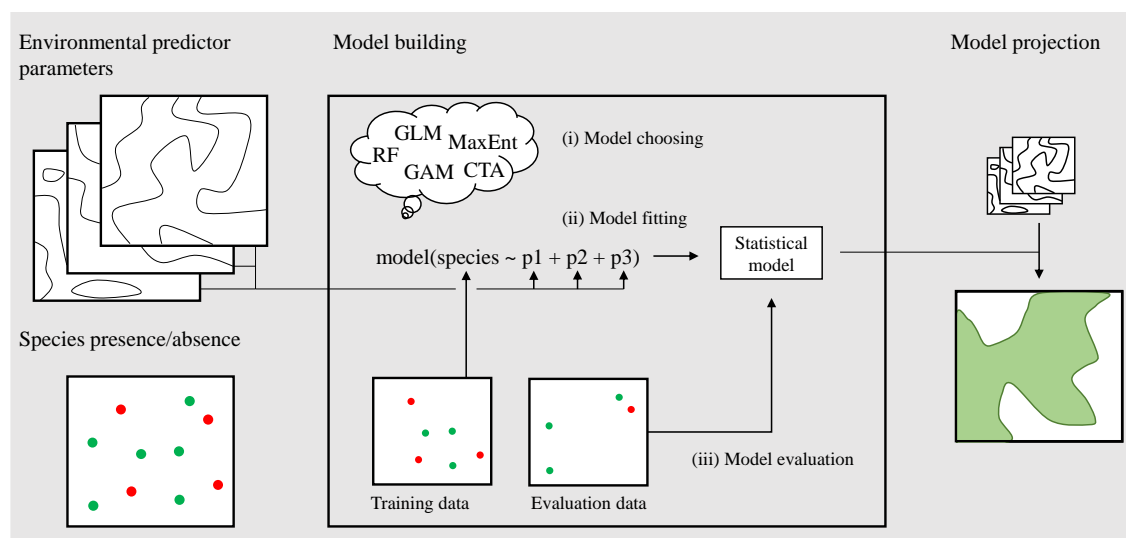 Environmental predictor
parameters
Model building
Model projection
GLM
MaxEnt
RF
GAM
CTA
(i) Model choosing
(ii) Model fitting
model(species ~ p1 + p2 + p3)
Statistical
model
Species presence/absence
(iii) Model evaluation
Training data
Evaluation data